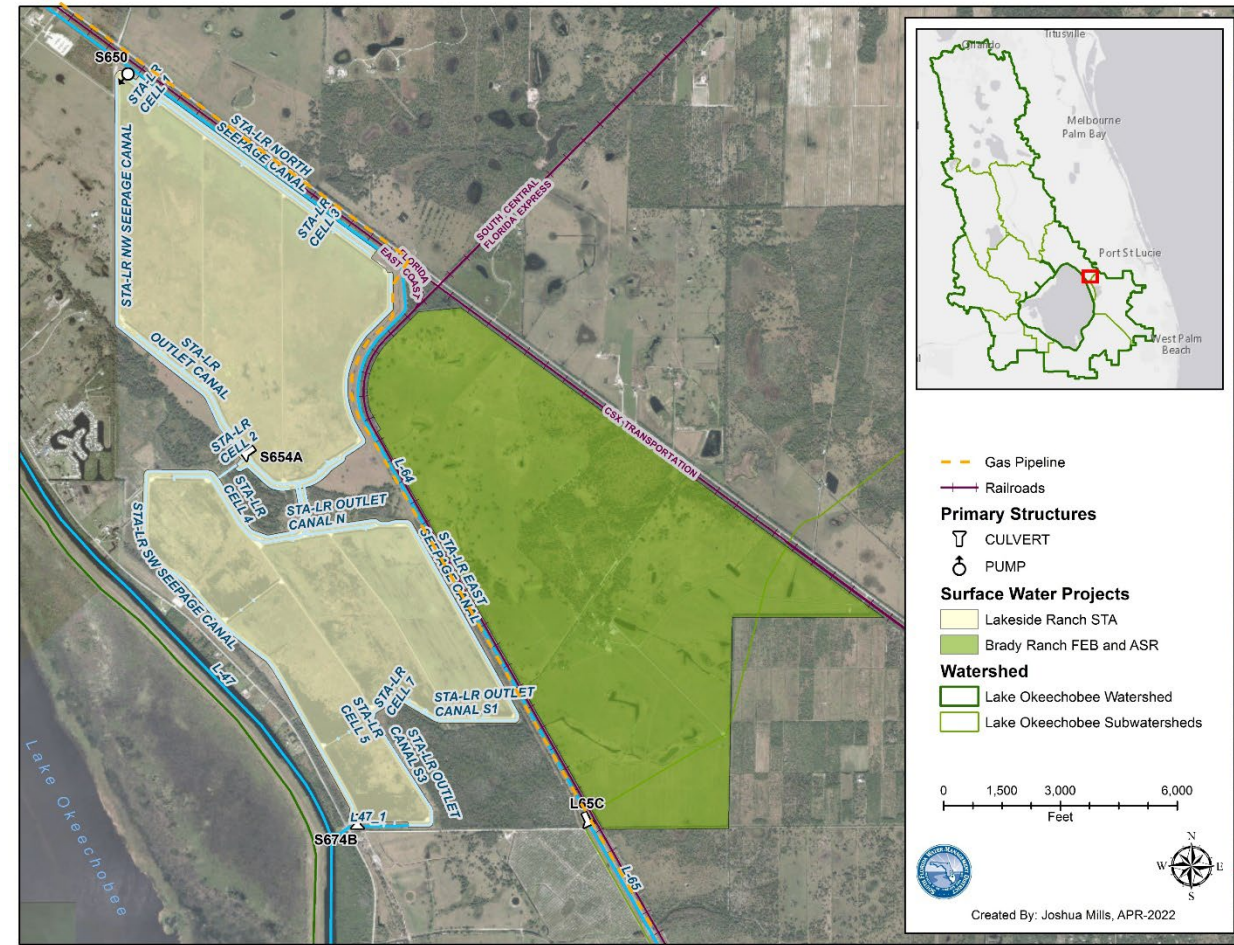 S650
STA-LR
CELL 1
STA-LR NORTH
SEEPAGE CANAL
STA-LR NW SEEPAGE CANAL
STA-LR
CELL 3
SOUTH CENTRAL
FLORIDA EXPRESS
FLORIDA
EAST COAST
STA-LR
OUTLET CANAL
STA-LR
CELL 2
S654A
STA-LR
CELL 4
STA-LR OUTLET
CANAL N
L-64
CSX TRANSPORTATION
STA-LR EAST
SEEPAGE CANAL
STA-LR SW SEEPAGE CANAL
L-47
STA-LR
CELL 7
STA-LR OUTLET
CANAL S1
STA-LR
CELL 5
STA-LR OUTLET
CANAL S3
L47_1
S674B
L65C
L-65
Lake Okeechobee
Orlando
Titusville
Melbourne
Palm Bay
Port St Lucie
West Palm
Beach
Gas Pipeline
Railroads
Primary Structures
CULVERT
PUMP
Surface Water Projects
Lakeside Ranch STA
Brady Ranch FEB and ASR
Watershed
Lake Okeechobee Watershed
Lake Okeechobee Subwatersheds
0 1,500 3,000 6,000
Feet
SOUTH FLORIDA WATER MANAGEMENT DISTRICT
N
W E
S
Created By: Joshua Mills, APR-2022